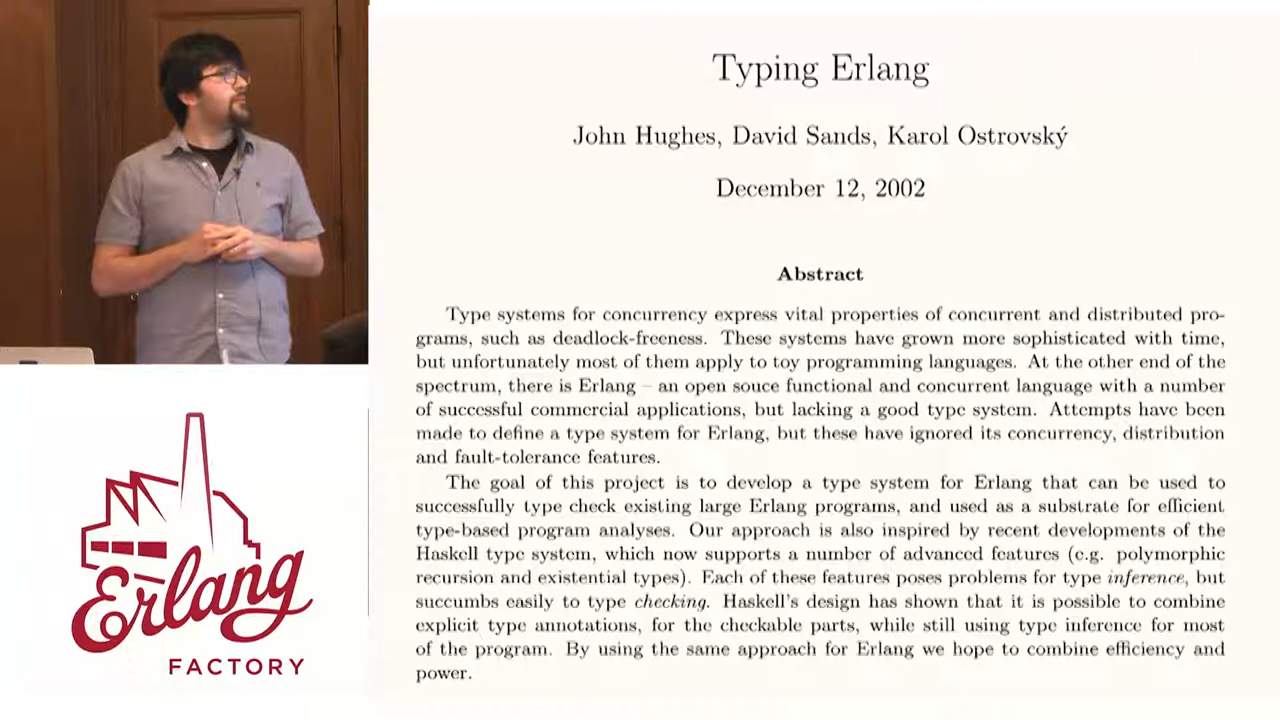 Typing Erlang
John Hughes, David Sands, Karol Ostrovský
December 12, 2002
Abstract
Type systems for concurrency express vital properties of concurrent and distributed pro-
grams, such as deadlock-freeness. These systems have grown more sophisticated with time,
but unfortunately most of them apply to toy programming languages. At the other end of the
spectrum, there is Erlang – an open souce functional and concurrent language with a number
of successful commercial applications, but lacking a good type system. Attempts have been
made to define a type system for Erlang, but these have ignored its concurrency, distribution
and fault-tolerance features.
The goal of this project is to develop a type system for Erlang that can be used to
successfully type check existing large Erlang programs, and used as a substrate for efficient
type-based program analyses. Our approach is also inspired by recent developments of the
Haskell type system, which now supports a number of advanced features (e.g. polymorphic
recursion and existential types). Each of these features poses problems for type inference, but
succumbs easily to type checking. Haskell's design has shown that it is possible to combine
explicit type annotations, for the checkable parts, while still using type inference for most
of the program. By using the same approach for Erlang we hope to combine efficiency and
power.
Erlang
FACTORY